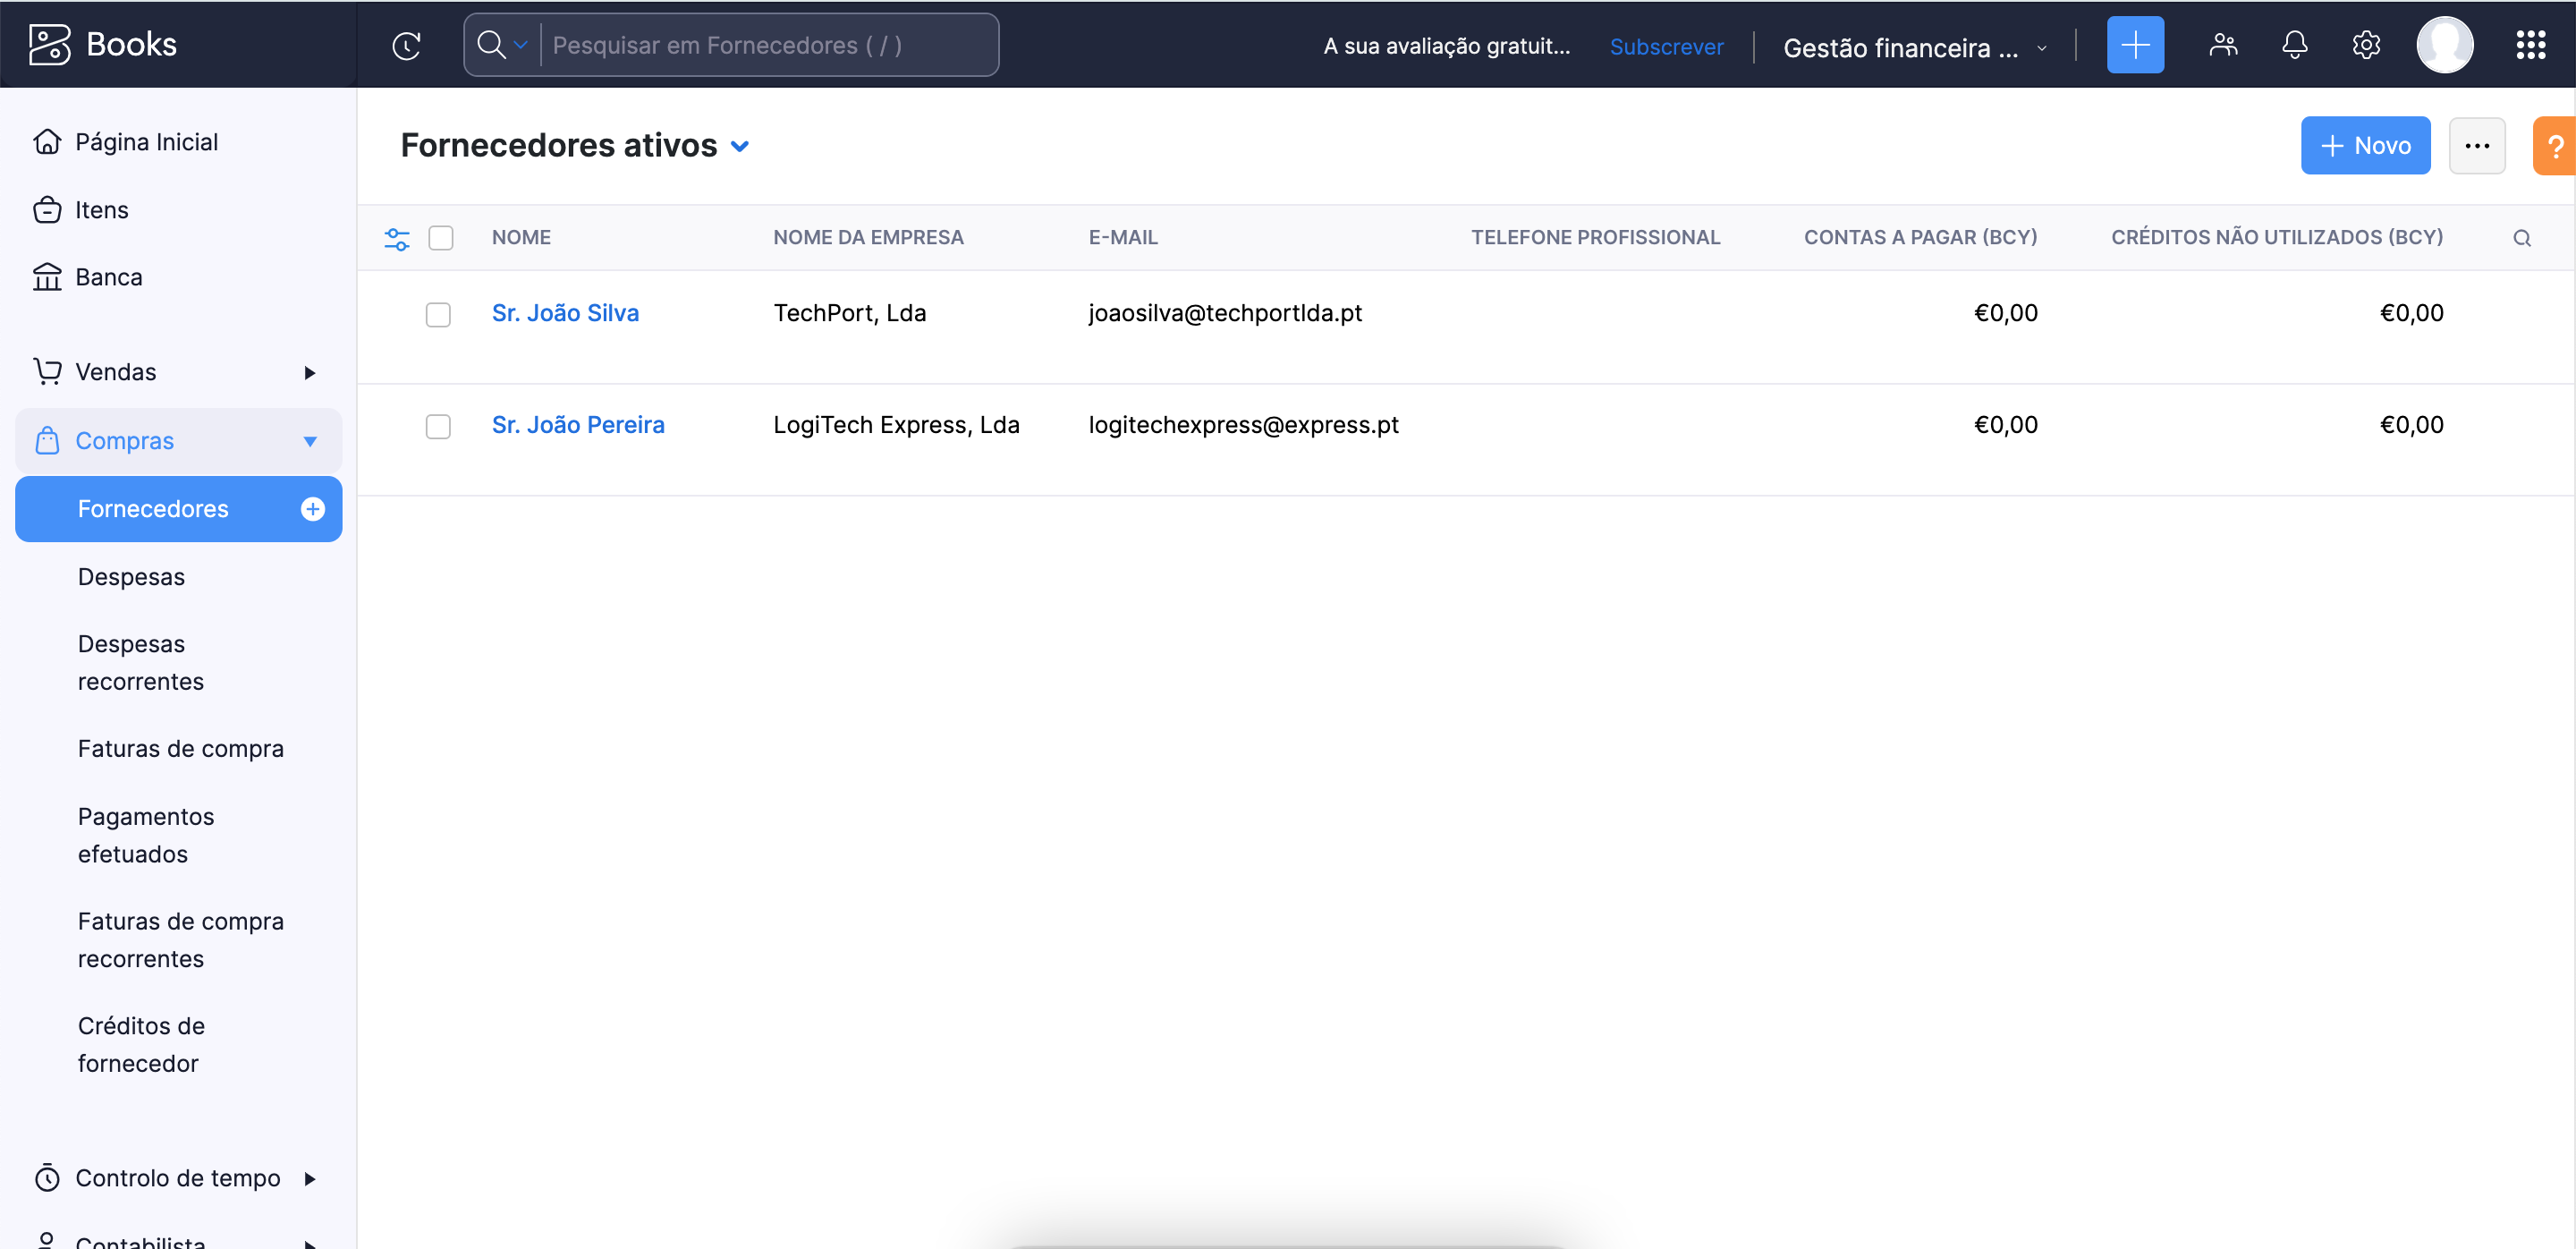 Books
Pesquisar em Fornecedores ( / )
A sua avaliação gratuit...
Subscrever
Gestão financeira ...
Página Inicial
Itens
Banca
Vendas
Compras
Fornecedores
Despesas
Despesas
recorrentes
Faturas de compra
Pagamentos
efetuados
Faturas de compra
recorrentes
Créditos de
fornecedor
Controlo de tempo
Contabilista
Fornecedores ativos
Novo
?
NOME NOME DA EMPRESA E-MAIL TELEFONE PROFISSIONAL CONTAS A PAGAR (BCY) CRÉDITOS NÃO UTILIZADOS (BCY)
Sr. João Silva TechPort, Lda joaosilva@techportlda.pt €0,00 €0,00
Sr. João Pereira LogiTech Express, Lda logitechexpress@express.pt €0,00 €0,00